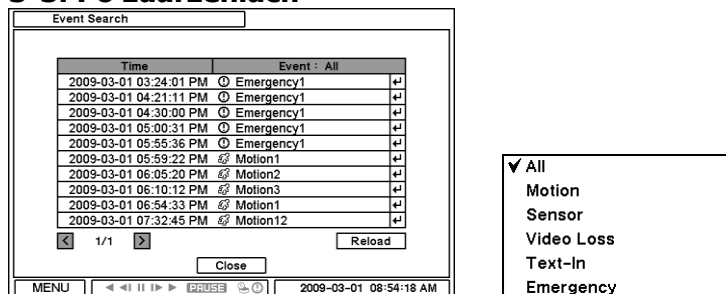 Event Search
Time Event : All
2009-03-01 03:24:01 PM Emergency1
2009-03-01 04:21:11 PM Emergency1
2009-03-01 04:30:00 PM Emergency1
2009-03-01 05:00:31 PM Emergency1
2009-03-01 05:55:36 PM Emergency1
2009-03-01 05:59:22 PM Motion1
2009-03-01 06:05:20 PM Motion2
2009-03-01 06:10:12 PM Motion3
2009-03-01 06:54:33 PM Motion1
2009-03-01 07:32:45 PM Motion12
1/1 Reload
Close
MENU PAUSE 2009-03-01 08:54:18 AM
All
Motion
Sensor
Video Loss
Text-In
Emergency